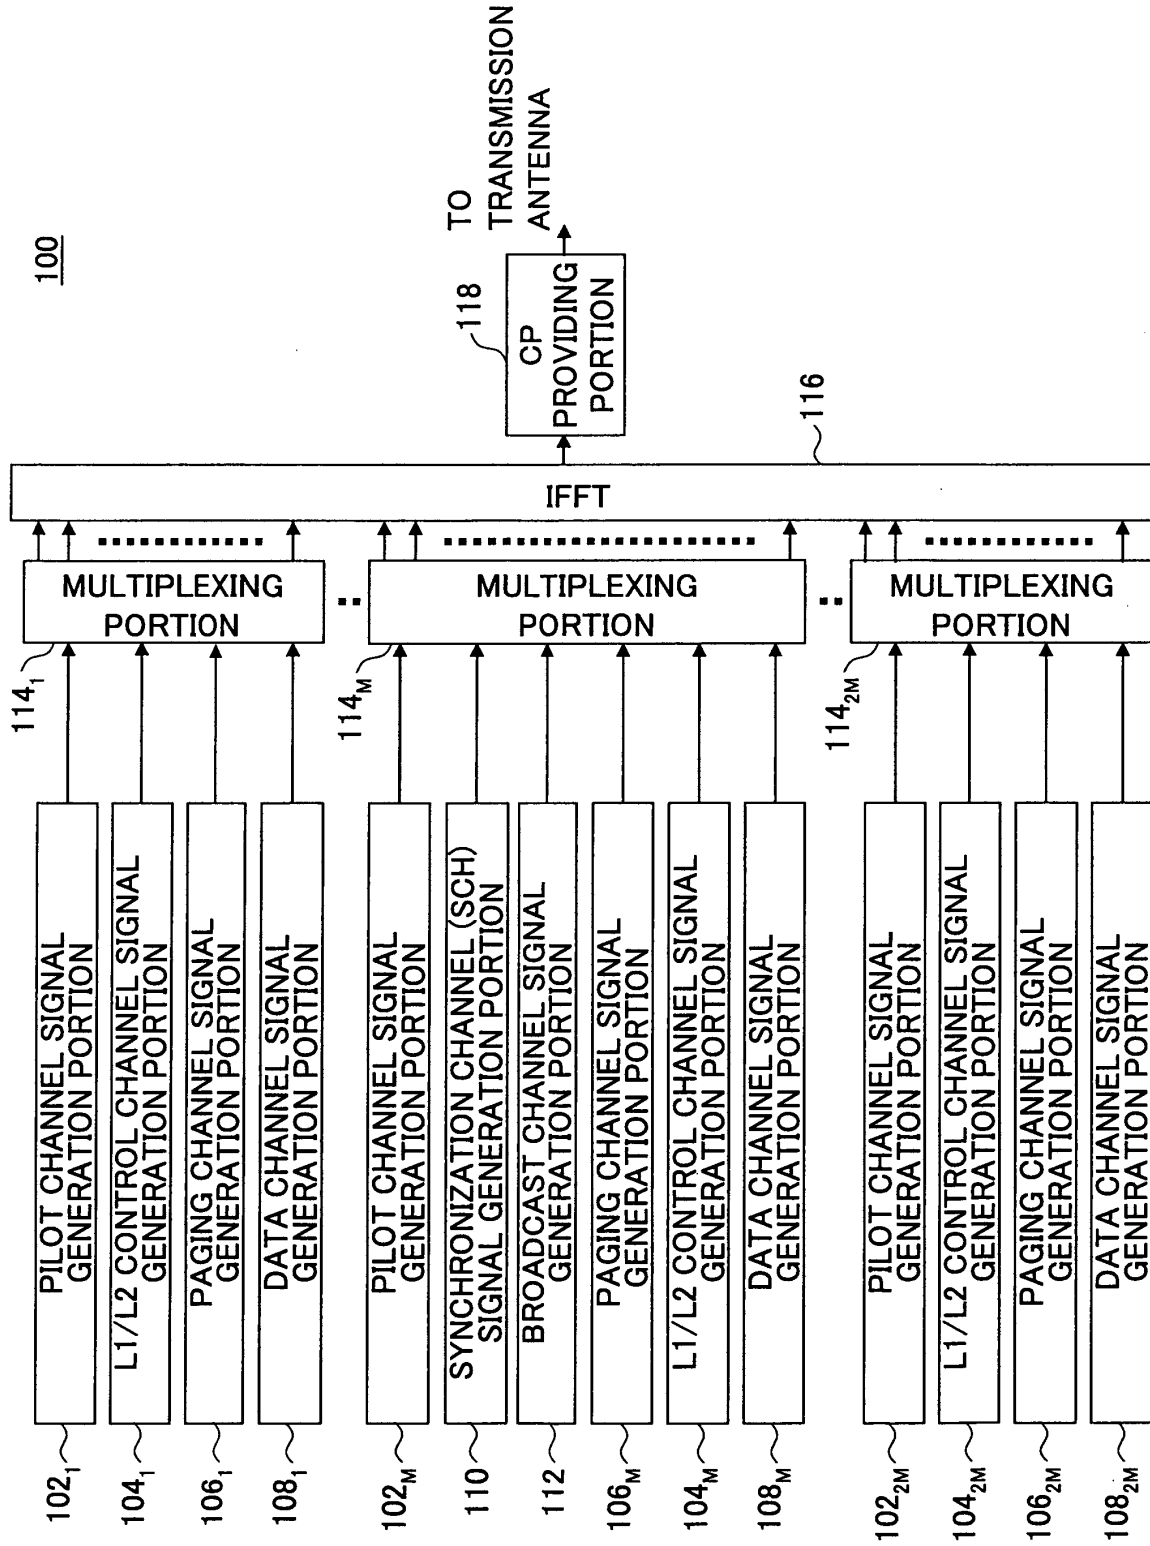 100
102₁
PILOT CHANNEL SIGNAL
GENERATION PORTION
104₁
L1/L2 CONTROL CHANNEL SIGNAL
GENERATION PORTION
106₁
PAGING CHANNEL SIGNAL
GENERATION PORTION
108₁
DATA CHANNEL SIGNAL
GENERATION PORTION
114₁
MULTIPLEXING
PORTION
102M
PILOT CHANNEL SIGNAL
GENERATION PORTION
110
SYNCHRONIZATION CHANNEL (SCH)
SIGNAL GENERATION PORTION
112
BROADCAST CHANNEL SIGNAL
GENERATION PORTION
106M
PAGING CHANNEL SIGNAL
GENERATION PORTION
104M
L1/L2 CONTROL CHANNEL SIGNAL
GENERATION PORTION
108M
DATA CHANNEL SIGNAL
GENERATION PORTION
114M
MULTIPLEXING
PORTION
102₂M
PILOT CHANNEL SIGNAL
GENERATION PORTION
104₂M
L1/L2 CONTROL CHANNEL SIGNAL
GENERATION PORTION
106₂M
PAGING CHANNEL SIGNAL
GENERATION PORTION
108₂M
DATA CHANNEL SIGNAL
GENERATION PORTION
114₂M
MULTIPLEXING
PORTION
IFFT
116
118
CP
PROVIDING
PORTION
TO
TRANSMISSION
ANTENNA